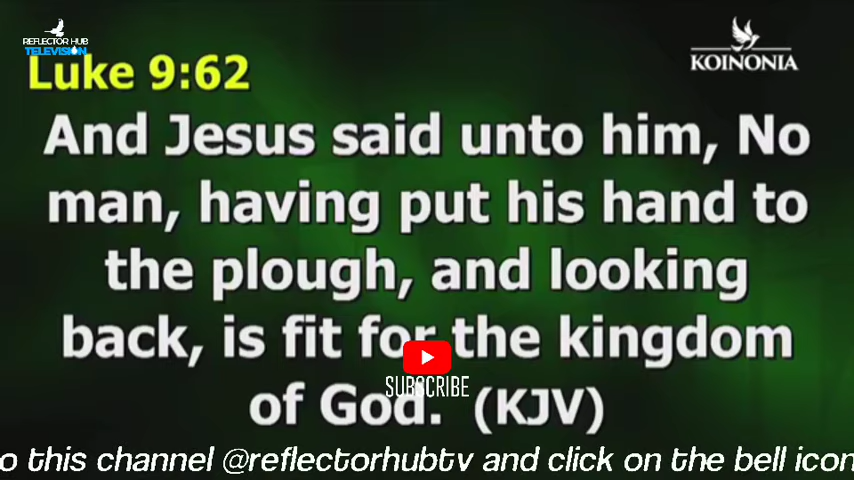 REFLECTOR HUB
TELEVISION
KOINONIA
Luke 9:62
And Jesus said unto him, No
man, having put his hand to
the plough, and looking
back, is fit for the kingdom
of God. (KJV)
SUBSCRIBE
o this channel @reflectorhubtv and click on the bell icon